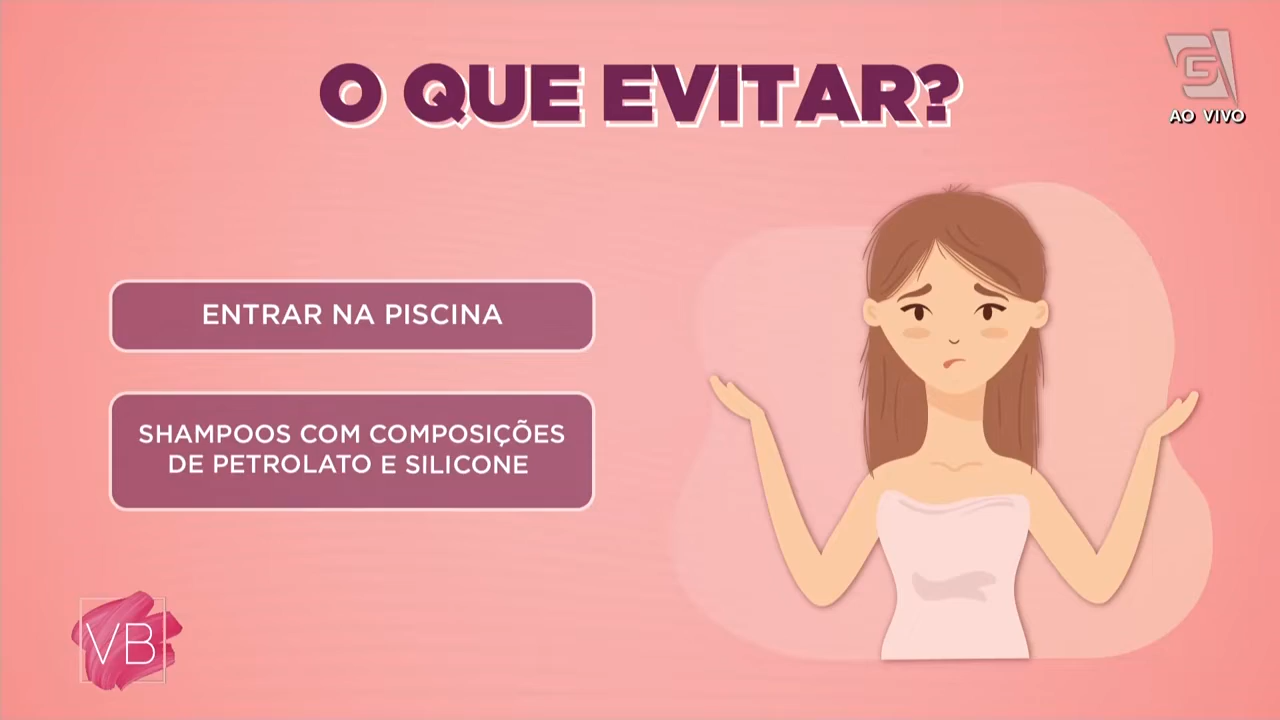 O QUE EVITAR?
AO VIVO
ENTRAR NA PISCINA
SHAMPOOS COM COMPOSIÇÕES
DE PETROLATO E SILICONE
VB